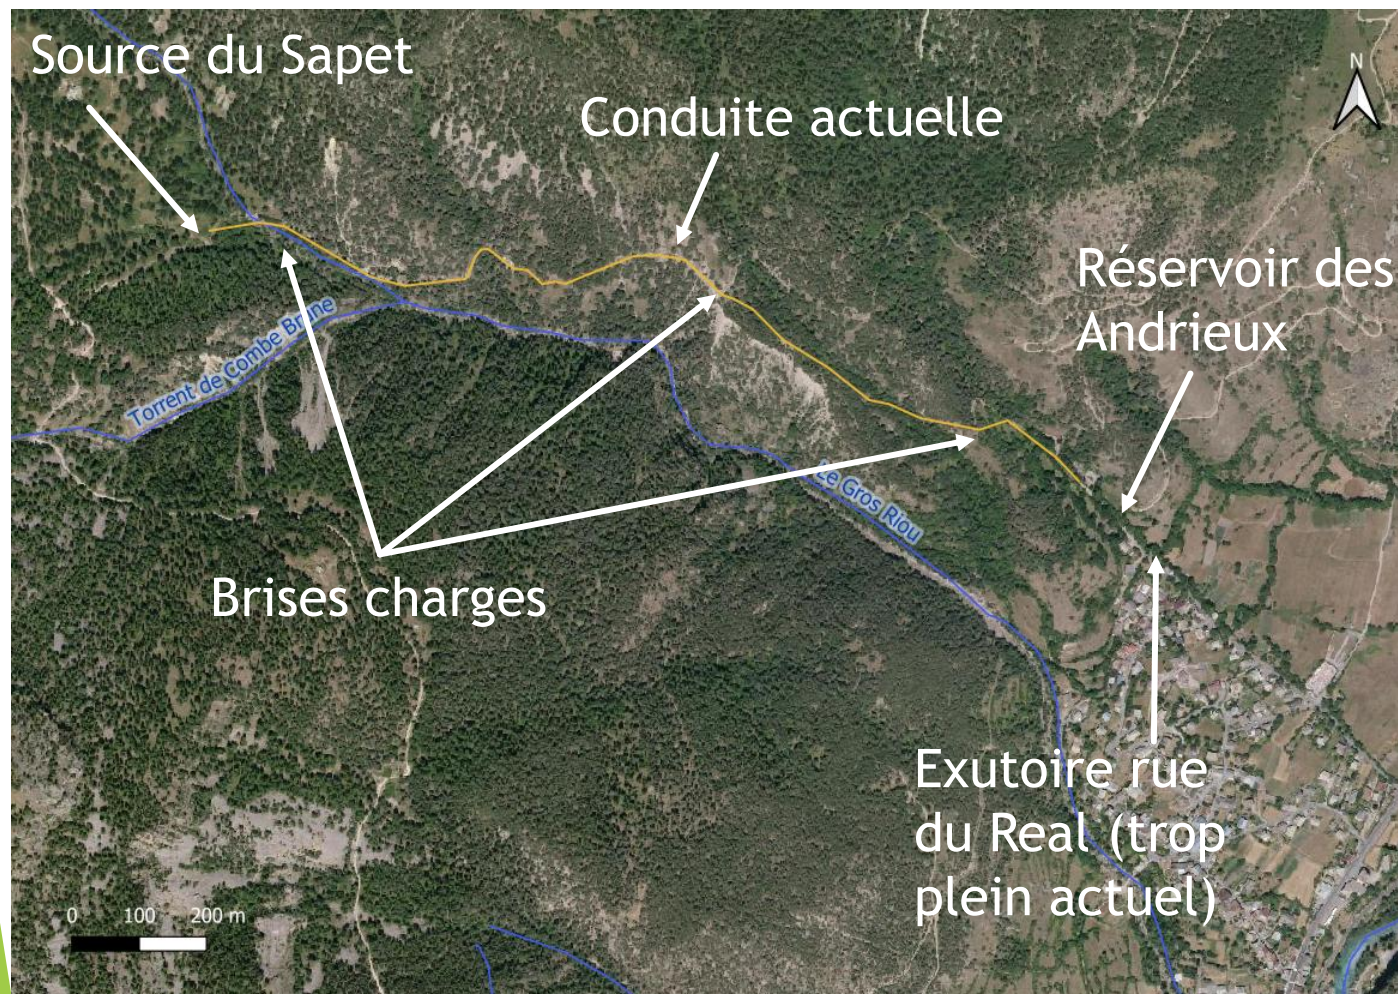 Source du Sapet
N
Conduite actuelle
Réservoir des
Andrieux
Torrent de Combe Brune
Le Gros Riou
Brises charges
Exutoire rue
du Real (trop
plein actuel)
0 100 200 m